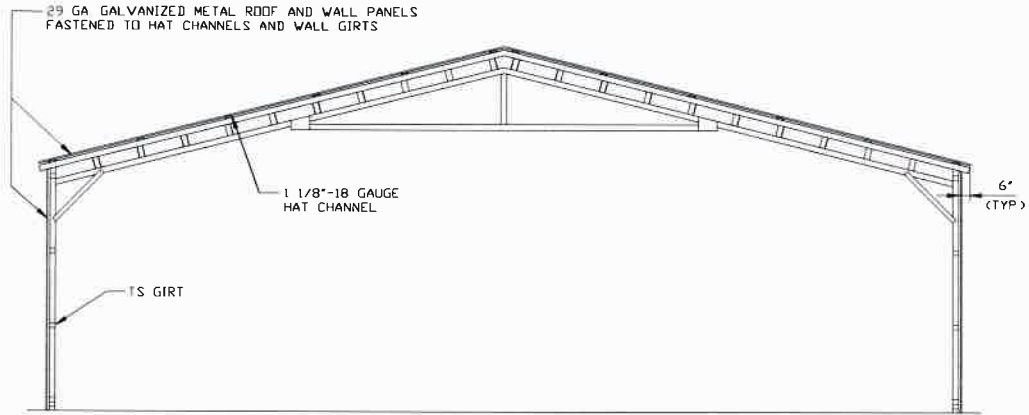 29 GA. GALVANIZED METAL ROOF AND WALL PANELS
FASTENED TO HAT CHANNELS AND WALL GIRTS
1 1/8"-18 GAUGE
HAT CHANNEL
6"
(TYP)
TS GIRT